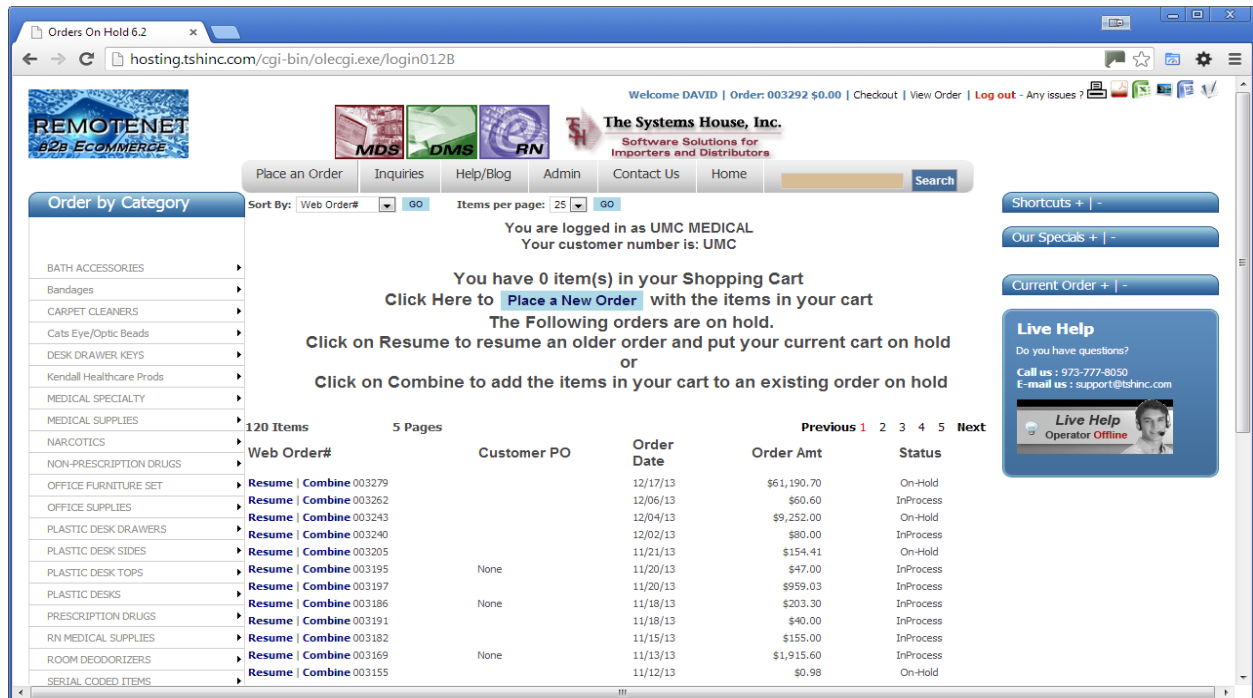 Orders On Hold 6.2
hosting.tshinc.com/cgi-bin/olecgi.exe/login012B
REMOTENET
B2B ECOMMERCE
MDS
DMS
RN
TSH
The Systems House, Inc.
Software Solutions for
Importers and Distributors
Welcome DAVID | Order: 003292 $0.00 | Checkout | View Order | Log out - Any issues ?
Place an Order Inquiries Help/Blog Admin Contact Us Home Search
Order by Category
BATH ACCESSORIES
Bandages
CARPET CLEANERS
Cats Eye/Optic Beads
DESK DRAWER KEYS
Kendall Healthcare Prods
MEDICAL SPECIALTY
MEDICAL SUPPLIES
NARCOTICS
NON-PRESCRIPTION DRUGS
OFFICE FURNITURE SET
OFFICE SUPPLIES
PLASTIC DESK DRAWERS
PLASTIC DESK SIDES
PLASTIC DESK TOPS
PLASTIC DESKS
PRESCRIPTION DRUGS
RN MEDICAL SUPPLIES
ROOM DEODORIZERS
SERIAL CODED ITEMS
Sort By: Web Order# GO Items per page: 25 GO
You are logged in as UMC MEDICAL
Your customer number is: UMC
You have 0 item(s) in your Shopping Cart
Click Here to Place a New Order with the items in your cart
The Following orders are on hold.
Click on Resume to resume an older order and put your current cart on hold
or
Click on Combine to add the items in your cart to an existing order on hold
120 Items 5 Pages Previous 1 2 3 4 5 Next
Web Order# Customer PO Order Date Order Amt Status
Resume | Combine 003279 12/17/13 $61,190.70 On-Hold
Resume | Combine 003262 12/06/13 $60.60 InProcess
Resume | Combine 003243 12/04/13 $9,252.00 On-Hold
Resume | Combine 003240 12/02/13 $80.00 InProcess
Resume | Combine 003205 11/21/13 $154.41 On-Hold
Resume | Combine 003195 None 11/20/13 $47.00 InProcess
Resume | Combine 003197 11/20/13 $959.03 InProcess
Resume | Combine 003186 None 11/18/13 $203.30 InProcess
Resume | Combine 003191 11/18/13 $40.00 InProcess
Resume | Combine 003182 11/15/13 $155.00 InProcess
Resume | Combine 003169 None 11/13/13 $1,915.60 InProcess
Resume | Combine 003155 11/12/13 $0.98 On-Hold
Shortcuts + | -
Our Specials + | -
Current Order + | -
Live Help
Do you have questions?
Call us : 973-777-8050
E-mail us : support@tshinc.com
Live Help
Operator Offline